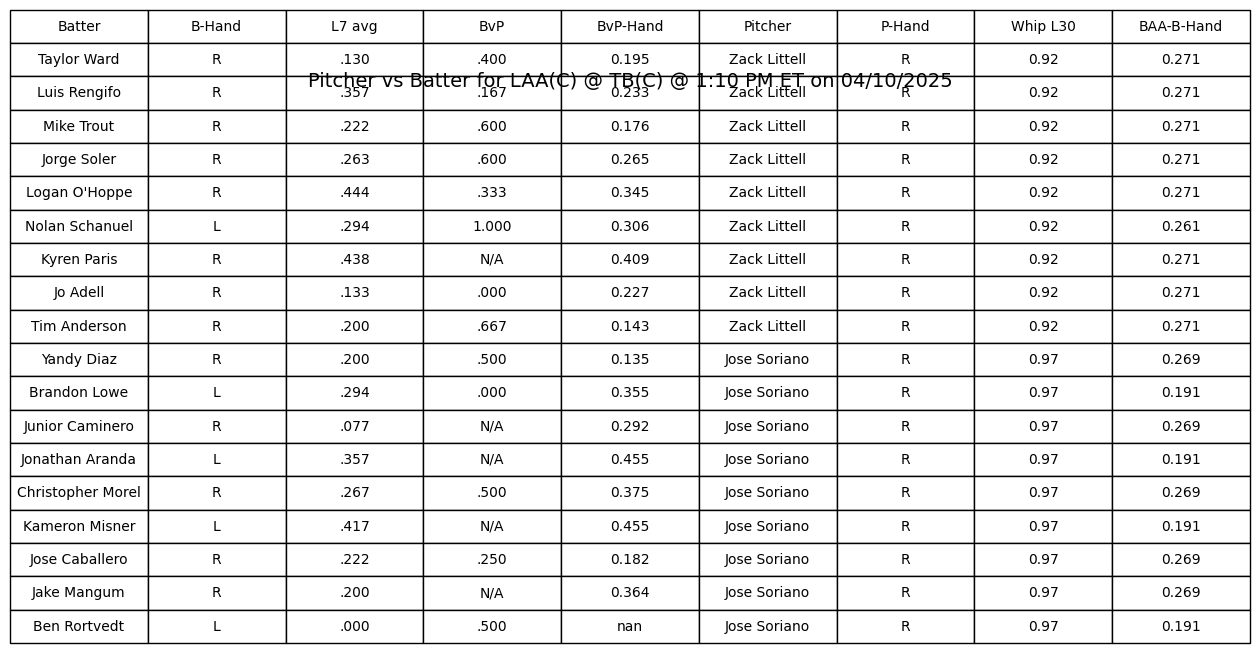 Batter B-Hand L7 avg BvP BvP-Hand Pitcher P-Hand Whip L30 BAA-B-Hand
Taylor Ward R .130 .400 0.195 Zack Littell R 0.92 0.271
Pitcher vs Batter for LAA(C) @ TB(C) @ 1:10 PM ET on 04/10/2025
Luis Rengifo R .357 .167 0.233 Zack Littell R 0.92 0.271
Mike Trout R .222 .600 0.176 Zack Littell R 0.92 0.271
Jorge Soler R .263 .600 0.265 Zack Littell R 0.92 0.271
Logan O'Hoppe R .444 .333 0.345 Zack Littell R 0.92 0.271
Nolan Schanuel L .294 1.000 0.306 Zack Littell R 0.92 0.261
Kyren Paris R .438 N/A 0.409 Zack Littell R 0.92 0.271
Jo Adell R .133 .000 0.227 Zack Littell R 0.92 0.271
Tim Anderson R .200 .667 0.143 Zack Littell R 0.92 0.271
Yandy Diaz R .200 .500 0.135 Jose Soriano R 0.97 0.269
Brandon Lowe L .294 .000 0.355 Jose Soriano R 0.97 0.191
Junior Caminero R .077 N/A 0.292 Jose Soriano R 0.97 0.269
Jonathan Aranda L .357 N/A 0.455 Jose Soriano R 0.97 0.191
Christopher Morel R .267 .500 0.375 Jose Soriano R 0.97 0.269
Kameron Misner L .417 N/A 0.455 Jose Soriano R 0.97 0.191
Jose Caballero R .222 .250 0.182 Jose Soriano R 0.97 0.269
Jake Mangum R .200 N/A 0.364 Jose Soriano R 0.97 0.269
Ben Rortvedt L .000 .500 nan Jose Soriano R 0.97 0.191